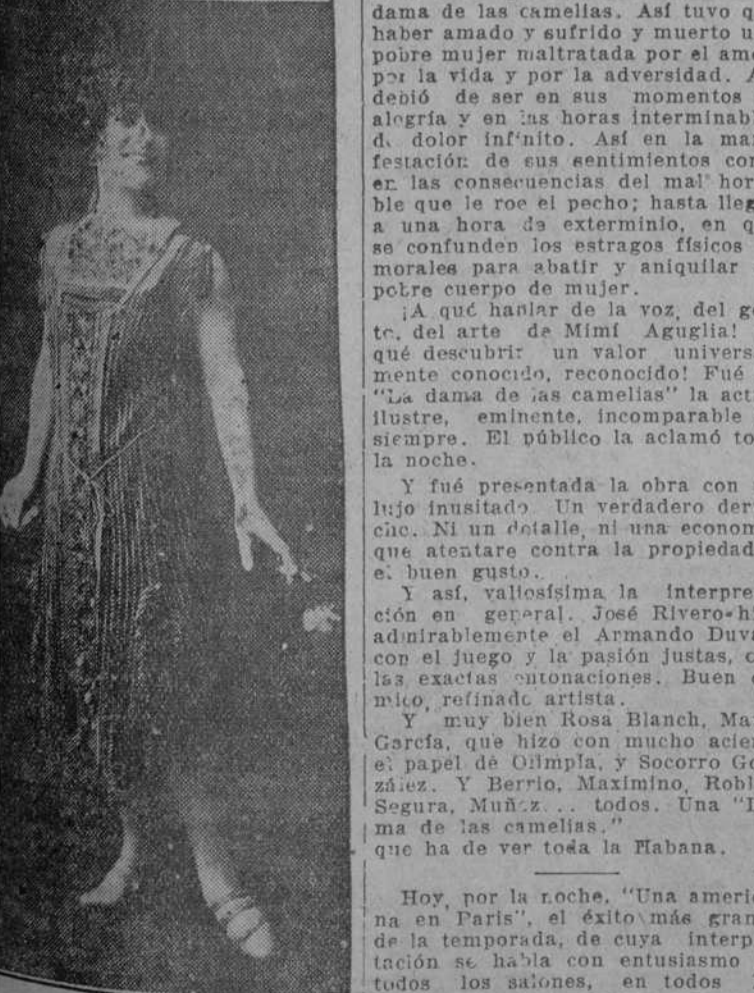 dama de las camelias. Así tuvo q
haber amado y sufrido y muerto u
pobre mujer maltratada por el am
por la vida y por la adversidad. A
debió de ser en sus momentos
alegría y en las horas interminabl
de dolor infinito. Así en la ma
festación de sus sentimientos co
en las consecuencias del mal hor
ble que le roe el pecho; hasta lleg
a una hora de exterminio, en q
se confunden los estragos físicos
morales para abatir y aniquilar
pobre cuerpo de mujer.
¡A qué hablar de la voz, del ge
to, del arte de Mimí Aguglia!
qué descubrir un valor univers
mente conocido, reconocido! Fué
"La dama de las camelias" la act
ilustre, eminente, incomparable
siempre. El público la aclamó to
la noche.
Y fué presentada la obra con
lujo inusitado. Un verdadero der
che. Ni un detalle, ni una econom
que atentare contra la propiedad
el buen gusto.
Y así, valiosísima la interpre
ción en general. José Rivero hi
admirablemente el Armando Duva
con el juego y la pasión justas, c
las exactas entonaciones. Buen
mico, refinado artista.
Y muy bien Rosa Blanch, Ma
García, que hizo con mucho acier
el papel de Olimpia, y Socorro Go
zález. Y Berrio, Maximino, Robl
Segura, Muñoz... todos. Una "D
ma de las camelias."
que ha de ver toda la Habana.
Hoy, por la noche, "Una americ
na en Paris", el éxito más gran
de la temporada, de cuya interp
tación se habla con entusiasmo
todos los salones, en todos